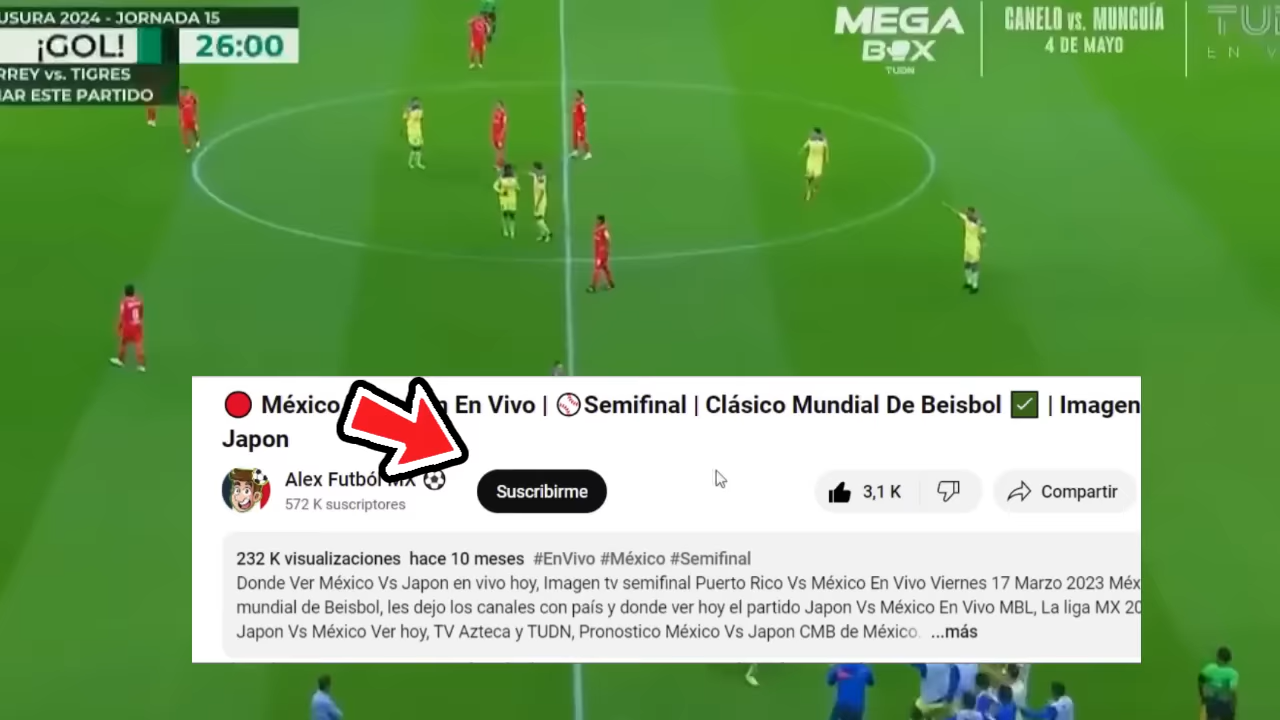 USURA 2024 - JORNADA 15
¡GOL!
26:00
RREY vs. TIGRES
AR ESTE PARTIDO
MEGA
BOX
TUDN
CANELO vs. MUNGUÍA
4 DE MAYO
TUD
EN V
México En Vivo | Semifinal | Clásico Mundial De Beisbol | Imagen
Japon
Alex Futból MX
572 K suscriptores
Suscribirme
3,1 K
Compartir
232 K visualizaciones hace 10 meses #EnVivo #México #Semifinal
Donde Ver México Vs Japon en vivo hoy, Imagen tv semifinal Puerto Rico Vs México En Vivo Viernes 17 Marzo 2023 Méx
mundial de Beisbol, les dejo los canales con país y donde ver hoy el partido Japon Vs México En Vivo MBL, La liga MX 20
Japon Vs México Ver hoy, TV Azteca y TUDN, Pronostico México Vs Japon CMB de México. ...más